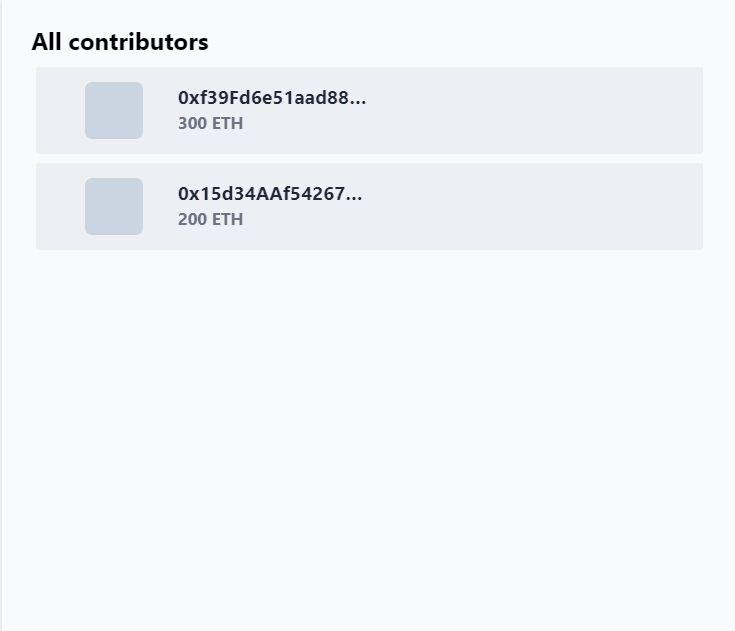 All contributors
0xf39Fd6e51aad88...
300 ETH
0x15d34AAf54267...
200 ETH